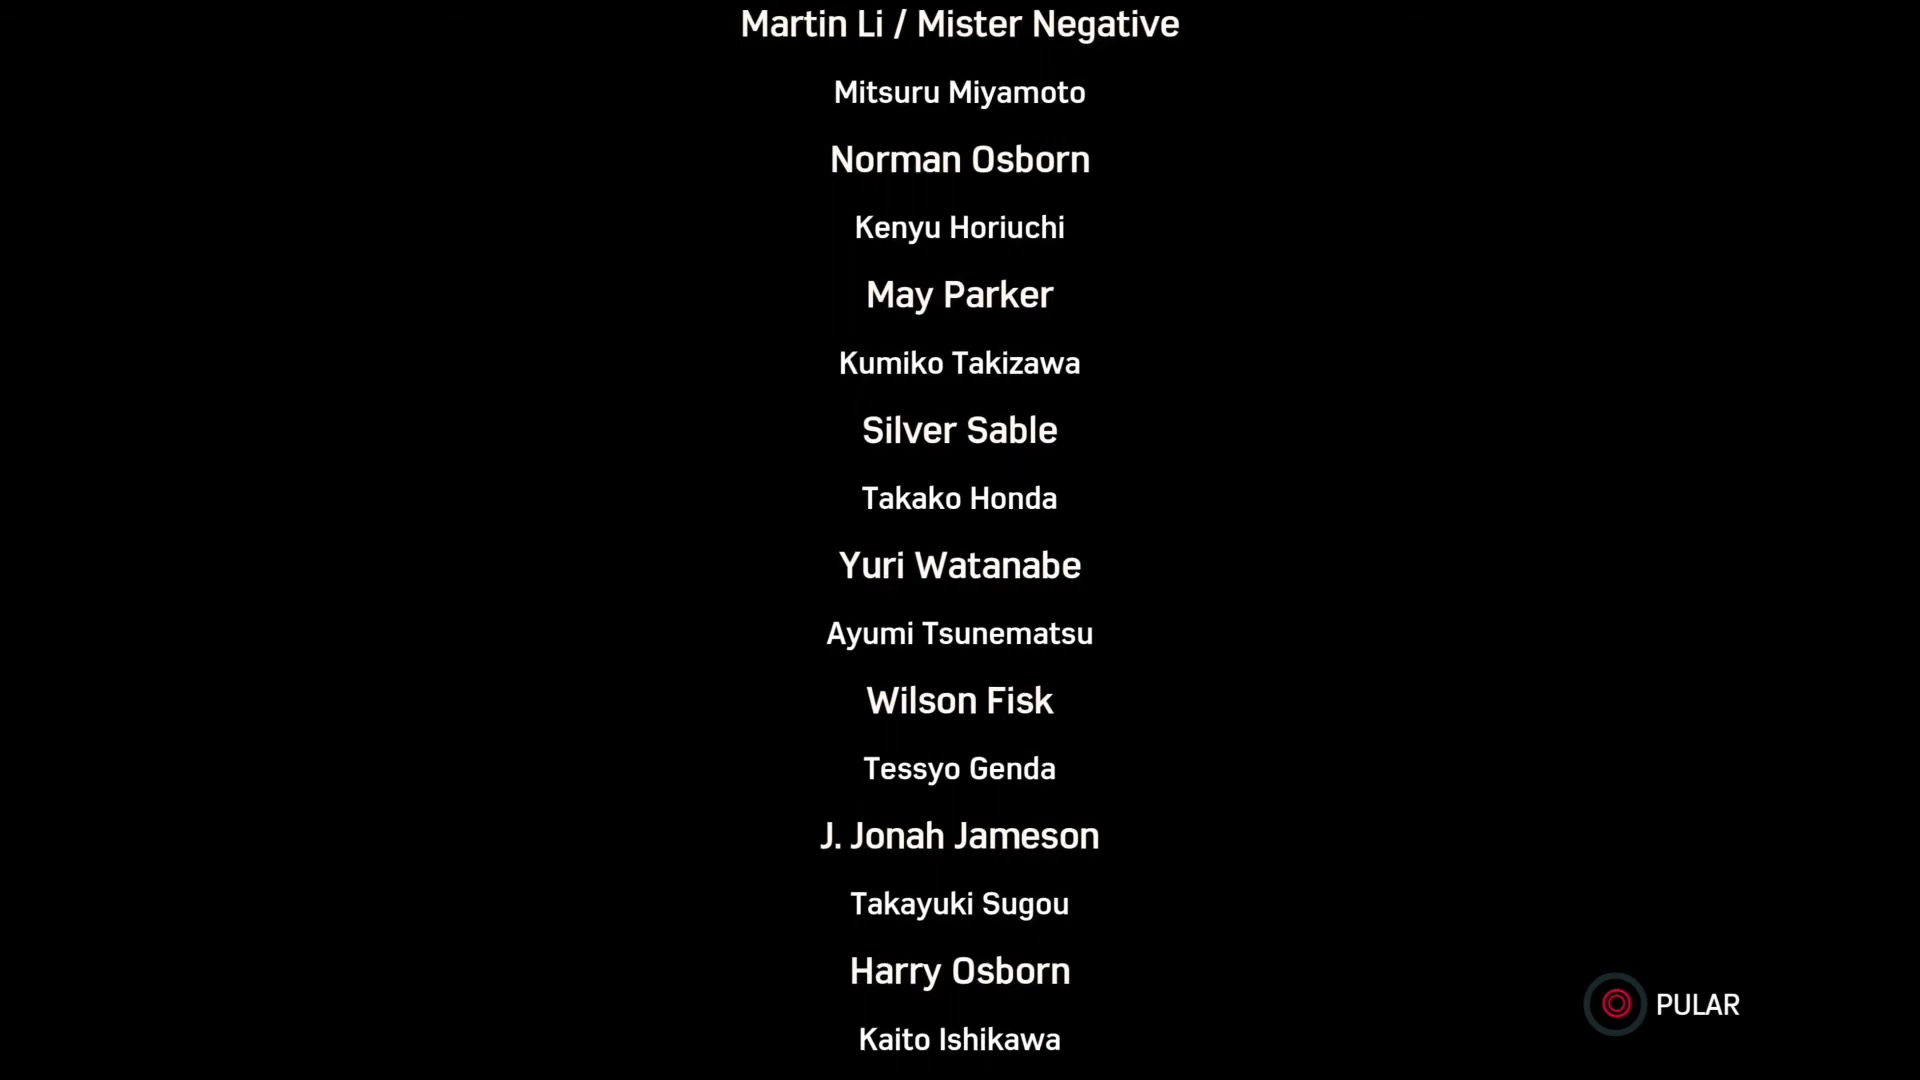 Martin Li / Mister Negative
Mitsuru Miyamoto
Norman Osborn
Kenyu Horiuchi
May Parker
Kumiko Takizawa
Silver Sable
Takako Honda
Yuri Watanabe
Ayumi Tsunematsu
Wilson Fisk
Tessyo Genda
J. Jonah Jameson
Takayuki Sugou
Harry Osborn
Kaito Ishikawa
PULAR